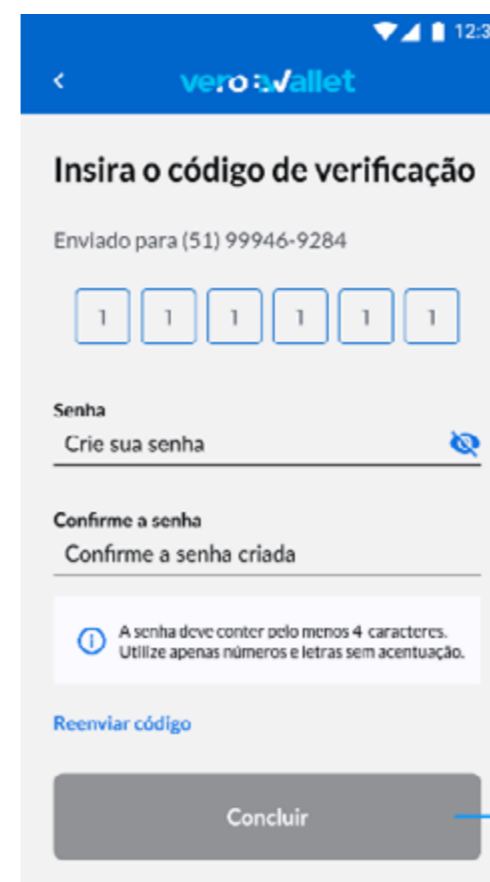 12:3
vero wallet
Insira o código de verificação
Enviado para (51) 99946-9284
1 1 1 1 1 1
Senha
Crie sua senha
Confirme a senha
Confirme a senha criada
A senha deve conter pelo menos 4 caracteres.
Utilize apenas números e letras sem acentuação.
Reenviar código
Concluir